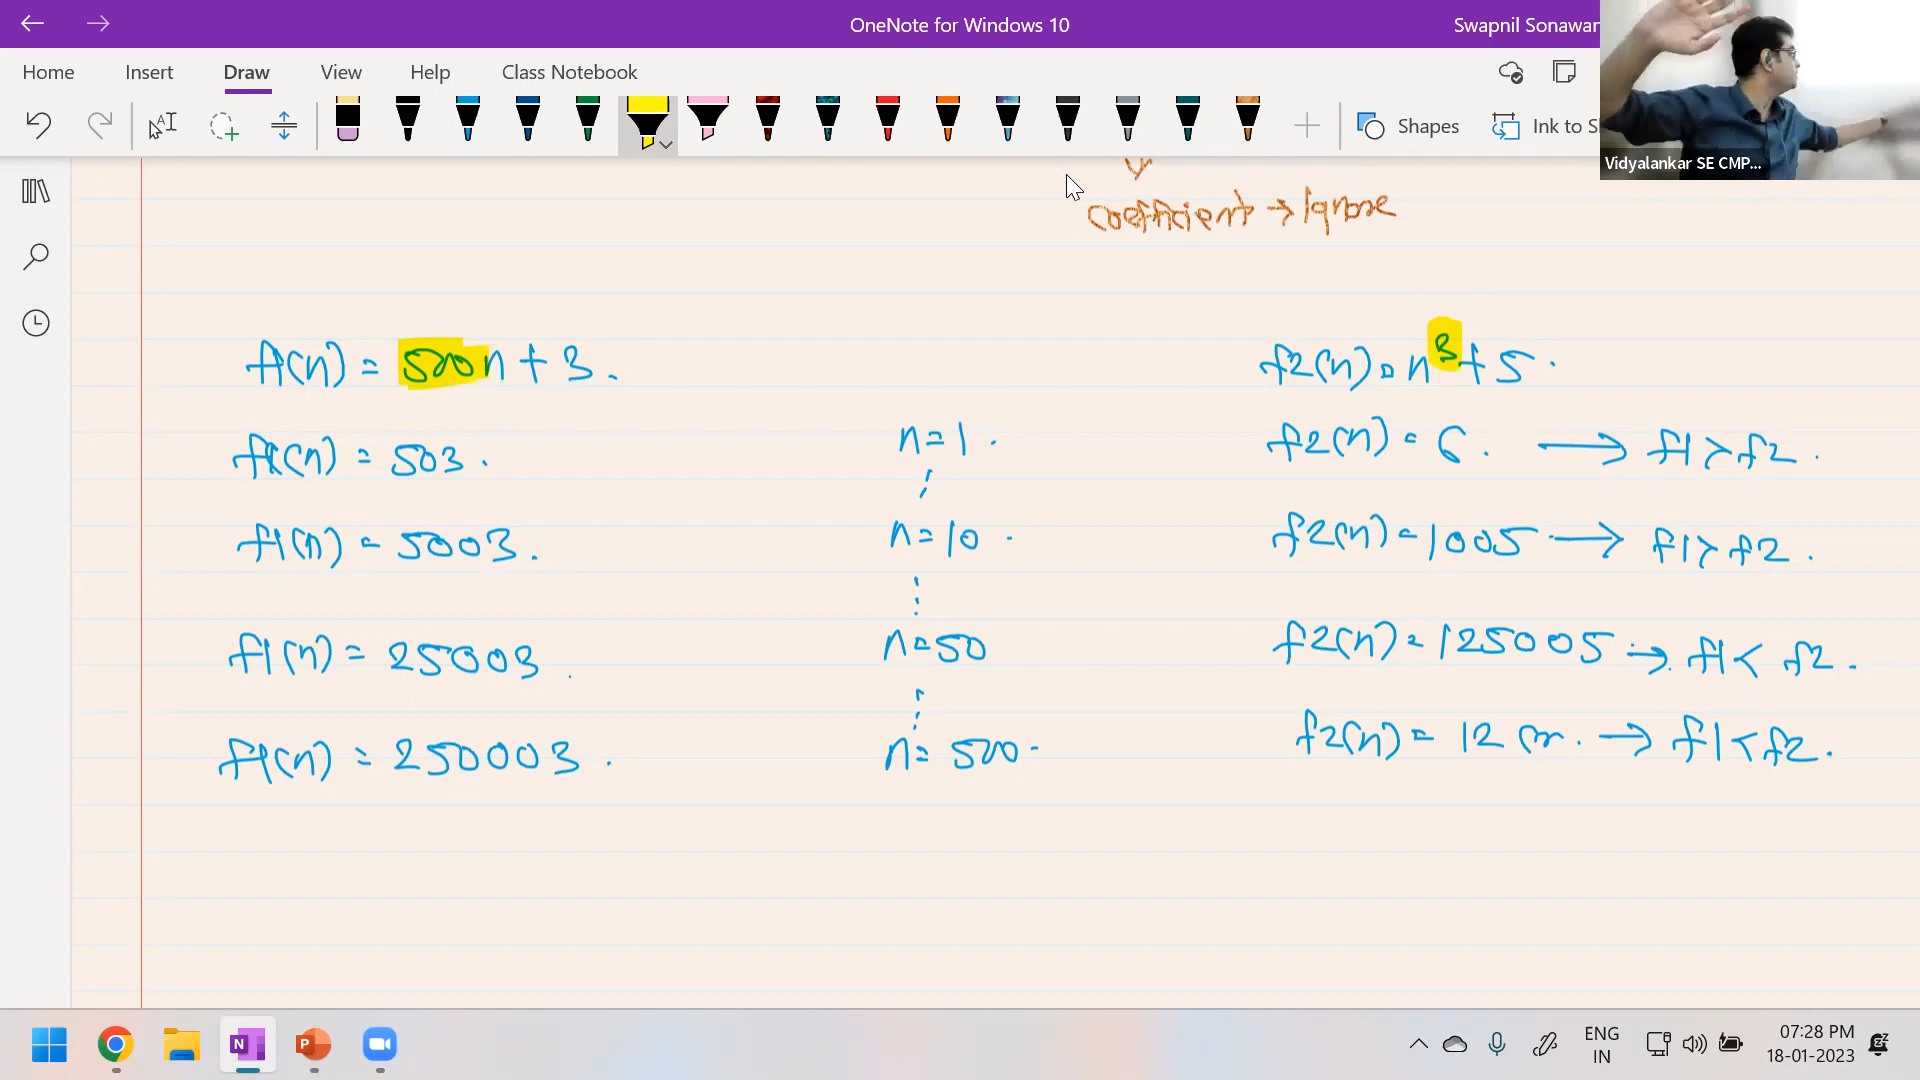 OneNote for Windows 10
Swapnil Sonawan
Home Insert Draw View Help Class Notebook
Shapes Ink to S
Vidyalankar SE CMP...
coefficient → Ignore
f1(n) = 500n + 3.
f2(n) = n³ + 5.
f1(n) = 503. n=1. f2(n) = 6. → f1 > f2.
f1(n) = 5003. n=10. f2(n) = 1005 → f1 > f2.
f1(n) = 25003. n=50 f2(n) = 125005 → f1 < f2.
f1(n) = 250003. n=500. f2(n) = 12 → f1 < f2.
ENG
IN
07:28 PM
18-01-2023